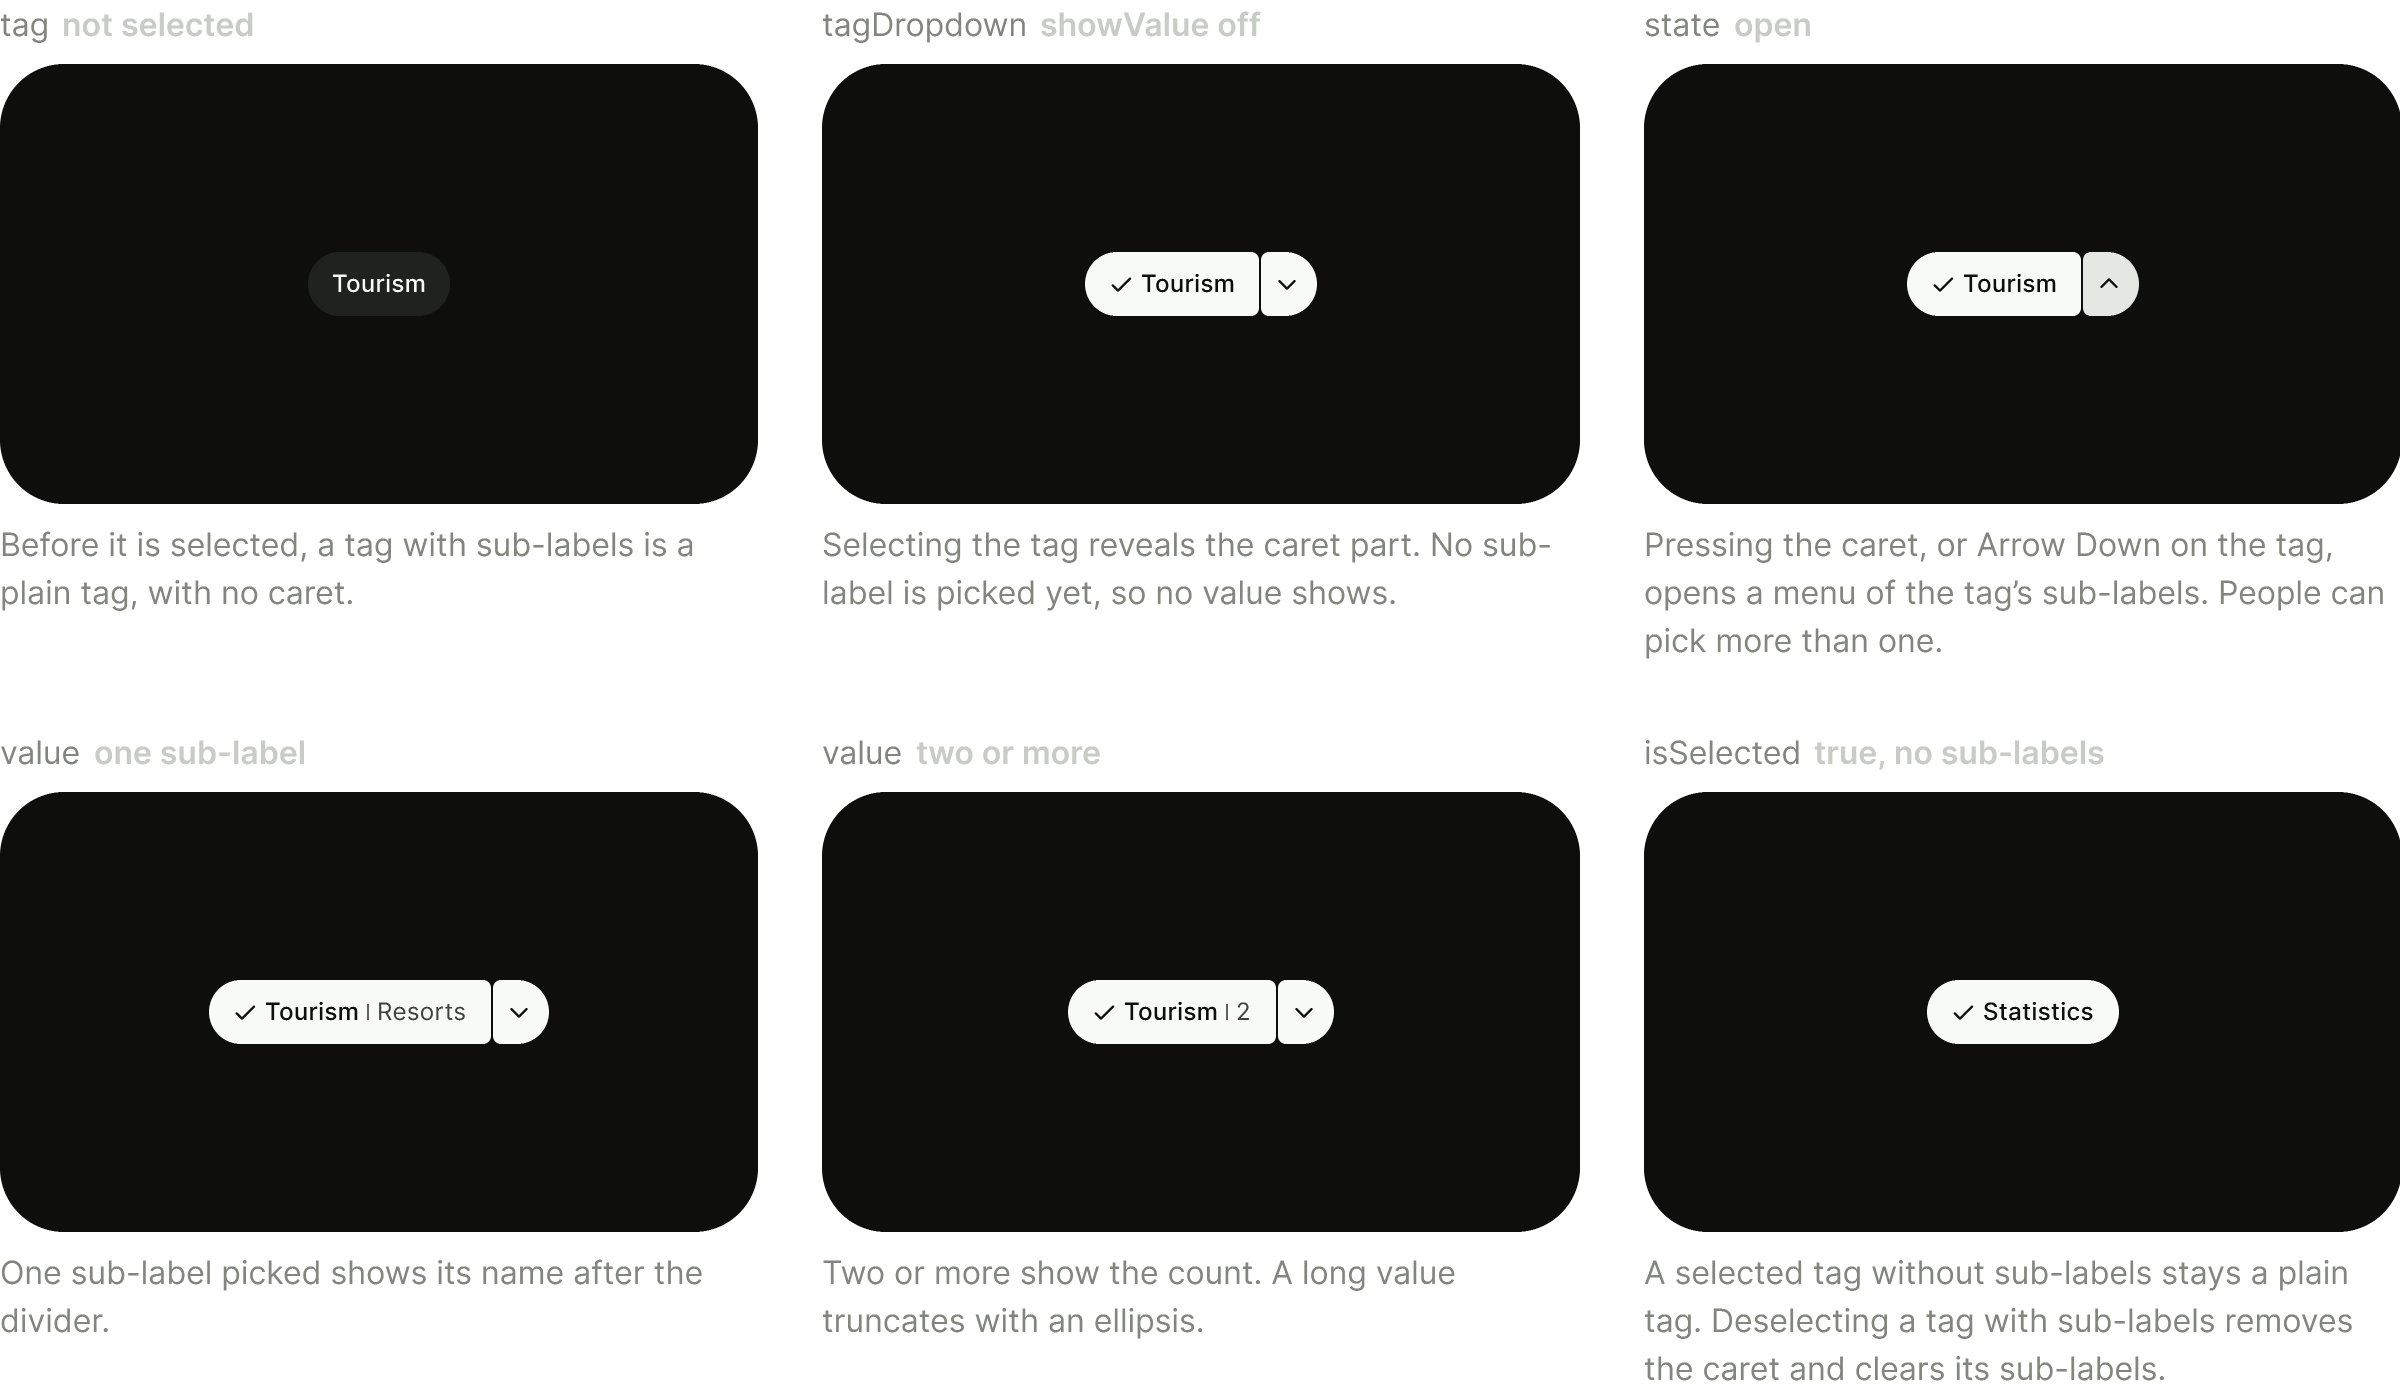 tag not selected
Tourism
Before it is selected, a tag with sub-labels is a
plain tag, with no caret.
tagDropdown showValue off
Tourism
Selecting the tag reveals the caret part. No sub-
label is picked yet, so no value shows.
state open
Tourism
Pressing the caret, or Arrow Down on the tag,
opens a menu of the tag’s sub-labels. People can
pick more than one.
value one sub-label
Tourism | Resorts
One sub-label picked shows its name after the
divider.
value two or more
Tourism | 2
Two or more show the count. A long value
truncates with an ellipsis.
isSelected true, no sub-labels
Statistics
A selected tag without sub-labels stays a plain
tag. Deselecting a tag with sub-labels removes
the caret and clears its sub-labels.